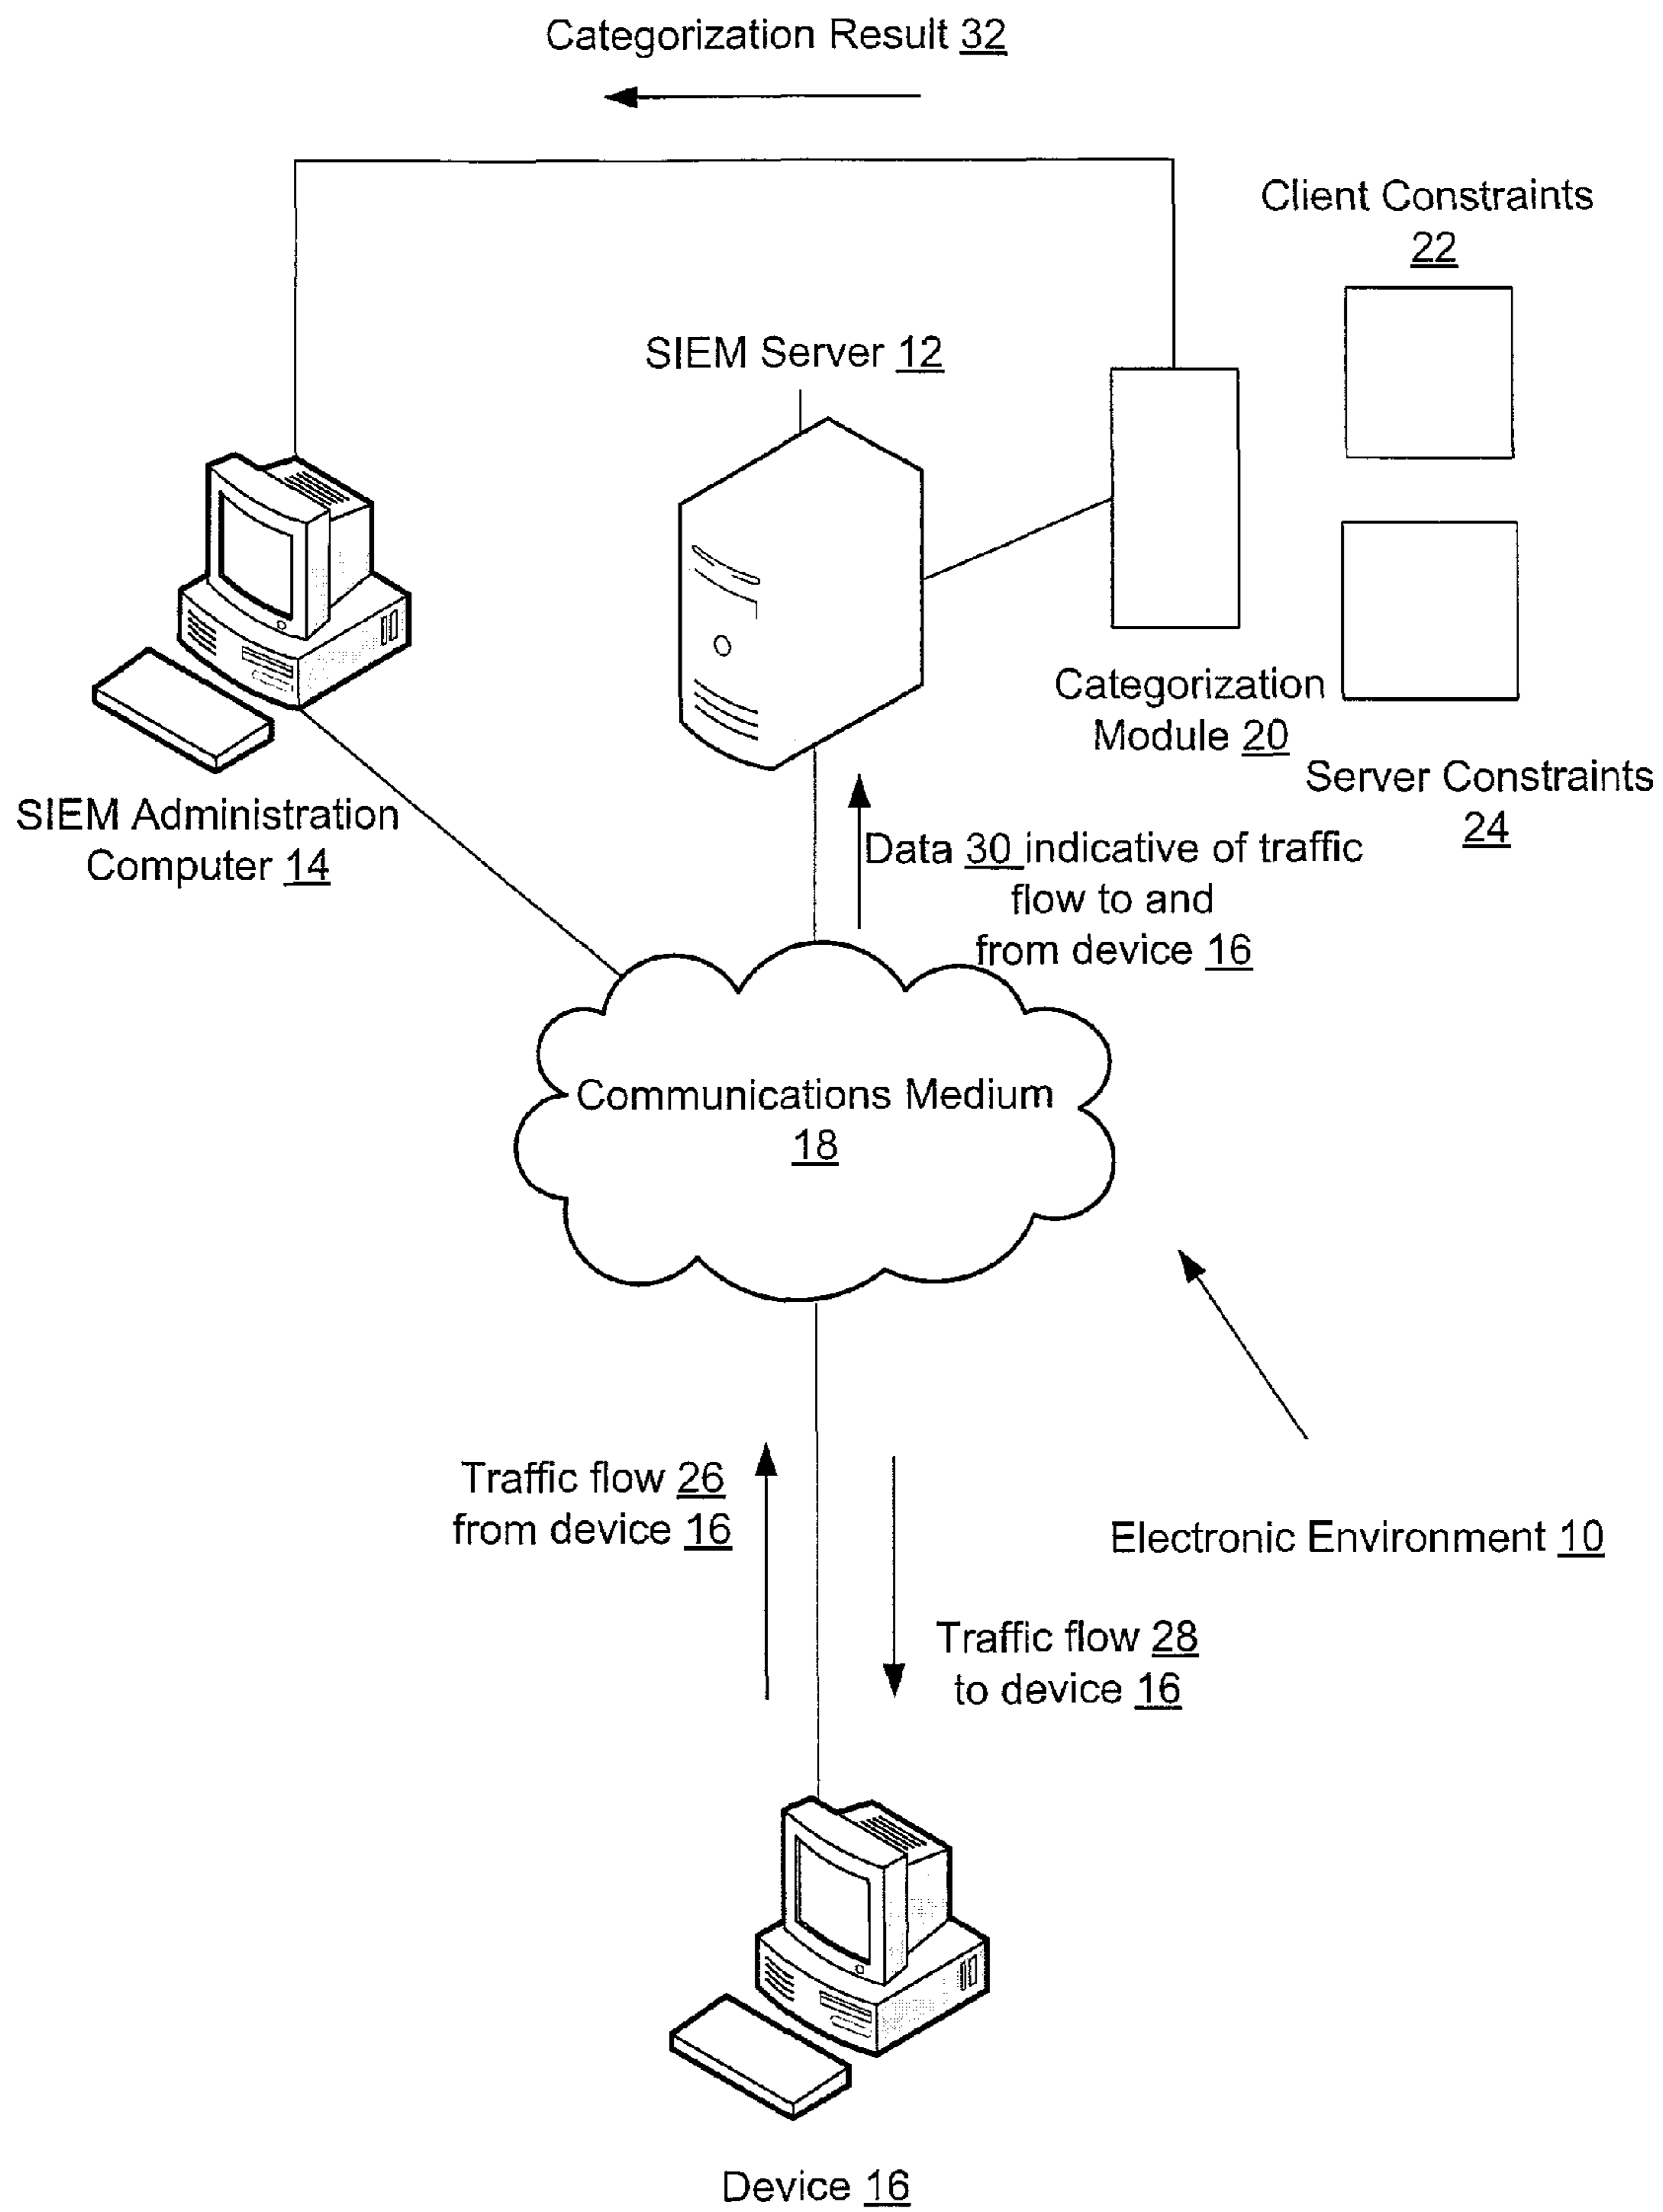 Categorization Result 32
Client Constraints
22
SIEM Server 12
Categorization
Module 20
Server Constraints
24
SIEM Administration
Computer 14
Data 30 indicative of traffic
flow to and
from device 16
Communications Medium
18
Traffic flow 26
from device 16
Electronic Environment 10
Traffic flow 28
to device 16
Device 16